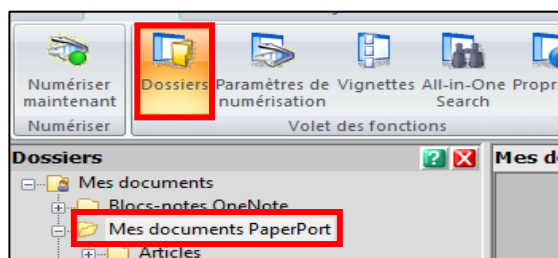 Numériser maintenant
Dossiers
Paramètres de numérisation
Vignettes
All-in-One Search
Numériser
Volet des fonctions
Dossiers
Mes documents
Blocs-notes OneNote
Mes documents PaperPort
Articles